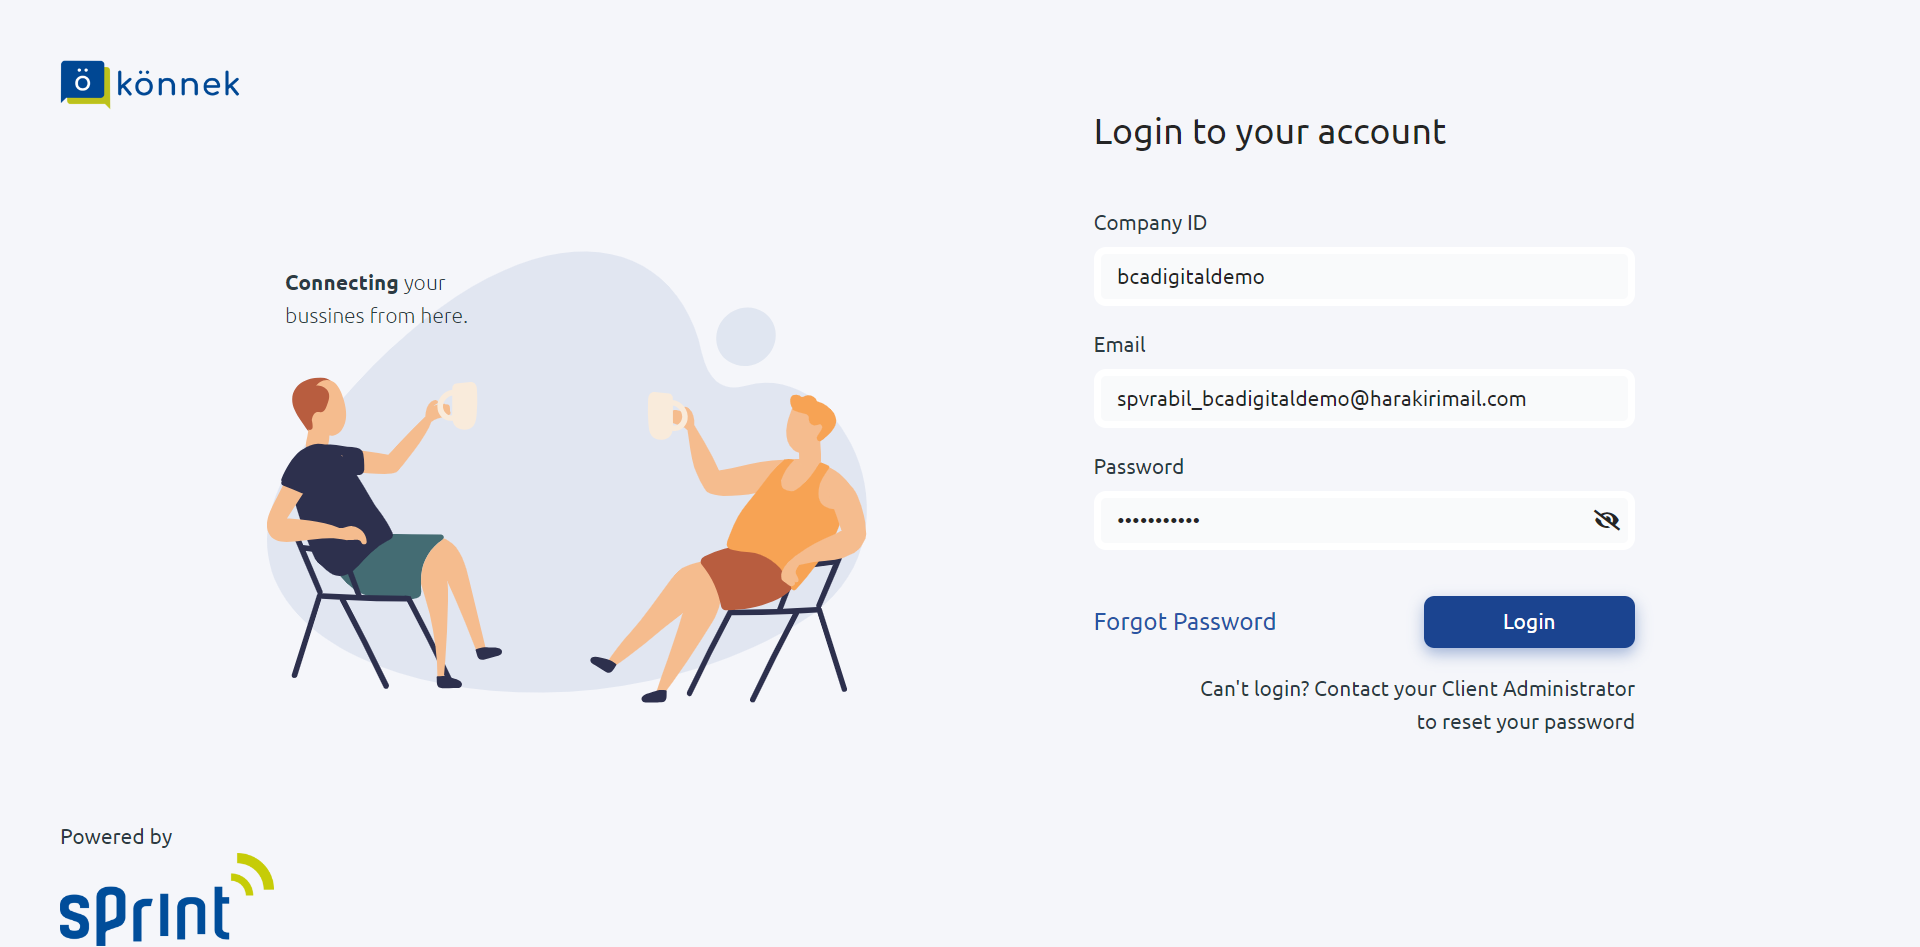 ö könnek
Connecting your
bussines from here.
Login to your account
Company ID
bcadigitaldemo
Email
spvrabil_bcadigitaldemo@harakirimail.com
Password
•••••••••••
Forgot Password
Login
Can't login? Contact your Client Administrator
to reset your password
Powered by
sprint